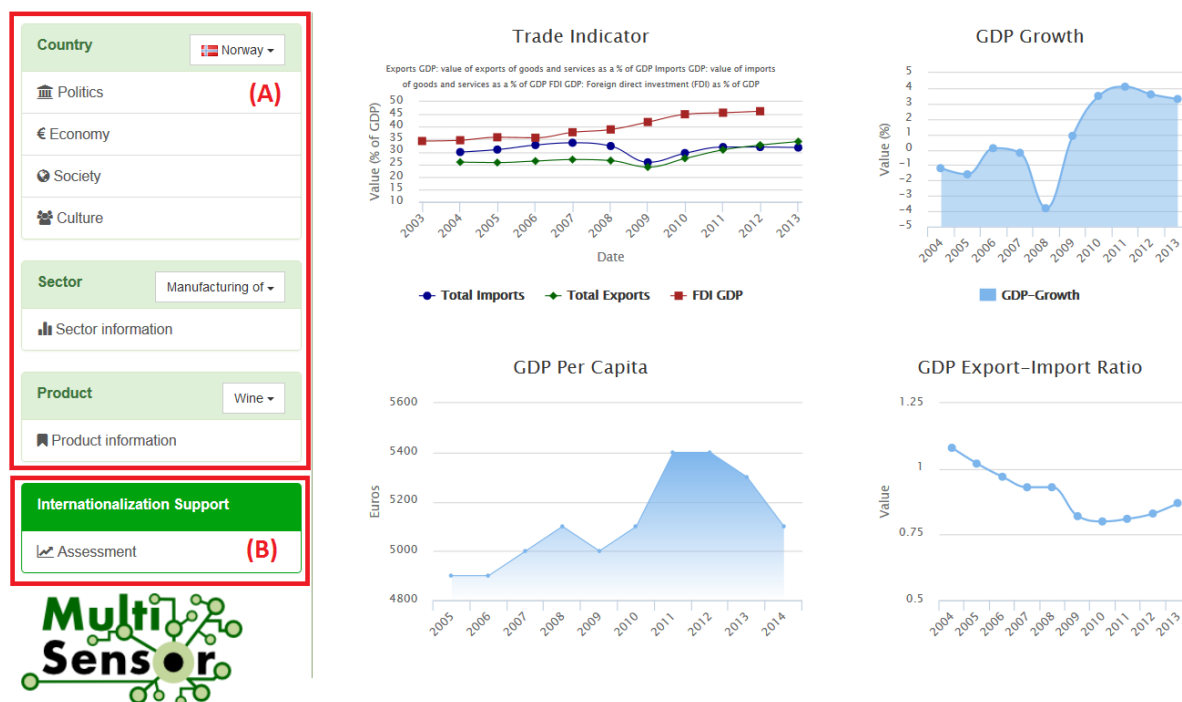 Country
Norway
Politics
(A)
€ Economy
Society
Culture
Sector
Manufacturing of
Sector information
Product
Wine
Product information
Internationalization Support
Assessment
(B)
Multi
Sensor
Trade Indicator
Exports GDP: value of exports of goods and services as a % of GDP Imports GDP: value of imports
of goods and services as a % of GDP FDI GDP: Foreign direct investment (FDI) as % of GDP
Value (% of GDP)
50
45
40
35
30
25
20
15
10
2003
2004
2005
2006
2007
2008
2009
2010
2011
2012
2013
Date
Total Imports
Total Exports
FDI GDP
GDP Growth
Value (%)
5
4
3
2
1
0
−1
−2
−3
−4
−5
2004
2005
2006
2007
2008
2009
2010
2011
2012
2013
GDP-Growth
GDP Per Capita
Euros
5600
5400
5200
5000
4800
2005
2006
2007
2008
2009
2010
2011
2012
2013
2014
GDP Export-Import Ratio
Value
1.25
1
0.75
0.5
2004
2005
2006
2007
2008
2009
2010
2011
2012
2013